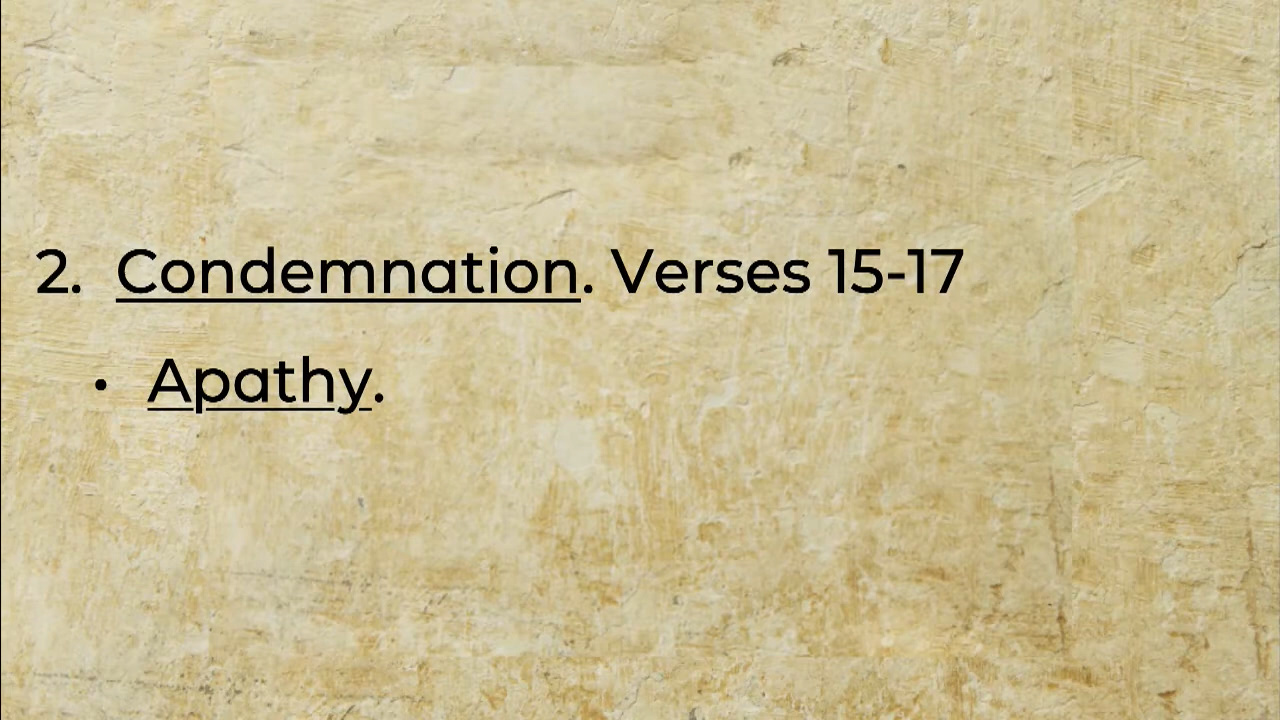 2. Condemnation. Verses 15-17
• Apathy.